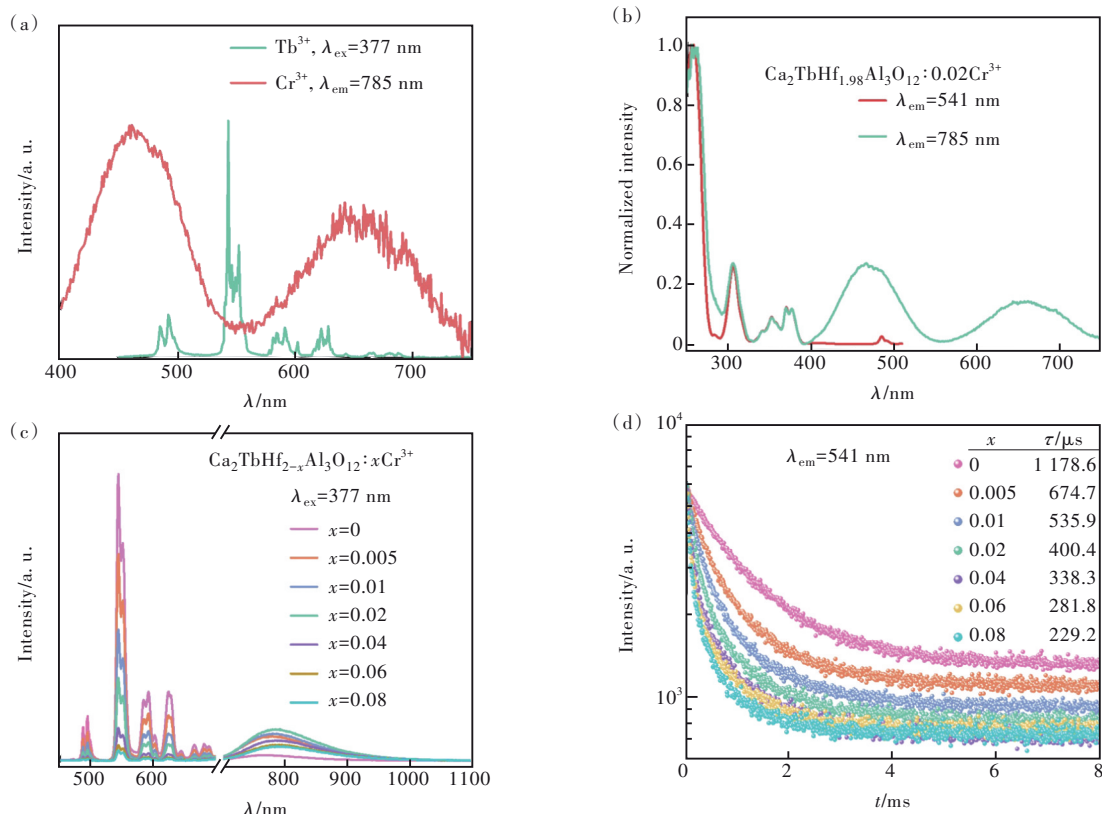 (a)
Tb³⁺, λex=377 nm
Cr³⁺, λem=785 nm
Intensity/a. u.
400 500 600 700
λ/nm
(b)
Ca₂TbHf₁.₉₈Al₃O₁₂:0.02Cr³⁺
λem=541 nm
λem=785 nm
Normalized intensity
1.0
0.8
0.6
0.4
0.2
0
300 400 500 600 700
λ/nm
(c)
Ca₂TbHf₂₋ₓAl₃O₁₂:xCr³⁺
λex=377 nm
x=0
x=0.005
x=0.01
x=0.02
x=0.04
x=0.06
x=0.08
Intensity/a. u.
500 600 800 900 1000 1100
λ/nm
(d)
λem=541 nm
x τ/μs
0 1 178.6
0.005 674.7
0.01 535.9
0.02 400.4
0.04 338.3
0.06 281.8
0.08 229.2
Intensity/a. u.
10⁴
10³
0 2 4 6 8
t/ms